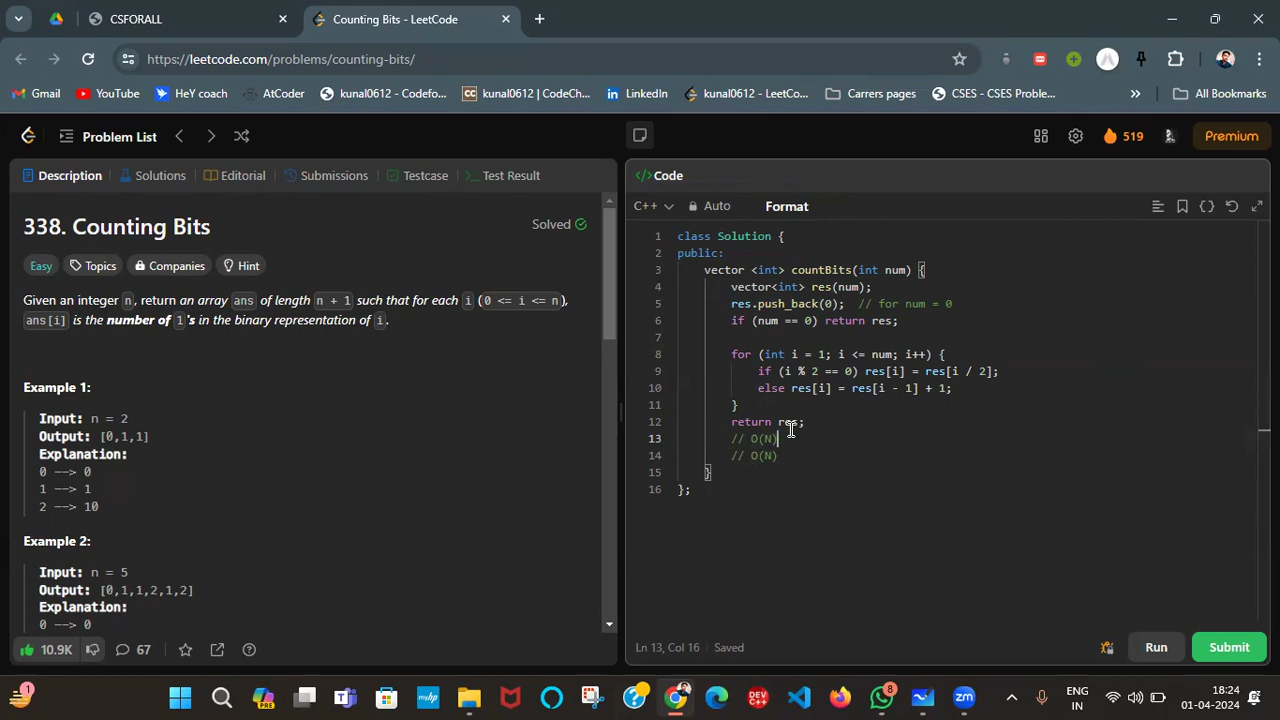 CSFORALL
Counting Bits - LeetCode
https://leetcode.com/problems/counting-bits/
Gmail
YouTube
HeY coach
AtCoder
kunal0612 - Codefo...
kunal0612 | CodeCh...
LinkedIn
kunal0612 - LeetCo...
Carrers pages
CSES - CSES Proble...
All Bookmarks
Problem List
519
Premium
Description
Solutions
Editorial
Submissions
Testcase
Test Result
338. Counting Bits
Solved
Easy
Topics
Companies
Hint
Given an integer n, return an array ans of length n + 1 such that for each i (0 <= i <= n),
ans[i] is the number of 1's in the binary representation of i.
Example 1:
Input: n = 2
Output: [0,1,1]
Explanation:
0 --> 0
1 --> 1
2 --> 10
Example 2:
Input: n = 5
Output: [0,1,1,2,1,2]
Explanation:
0 --> 0
10.9K
67
</> Code
C++
Auto
Format
1 class Solution {
2 public:
3 vector <int> countBits(int num) {
4 vector<int> res(num);
5 res.push_back(0); // for num = 0
6 if (num == 0) return res;
7
8 for (int i = 1; i <= num; i++) {
9 if (i % 2 == 0) res[i] = res[i / 2];
10 else res[i] = res[i - 1] + 1;
11 }
12 return res;
13 // O(N)
14 // O(N)
15 }
16 };
Ln 13, Col 16
Saved
Run
Submit
1
PRE
myhp
DEV
C++
8
zm
ENG
IN
18:24
01-04-2024